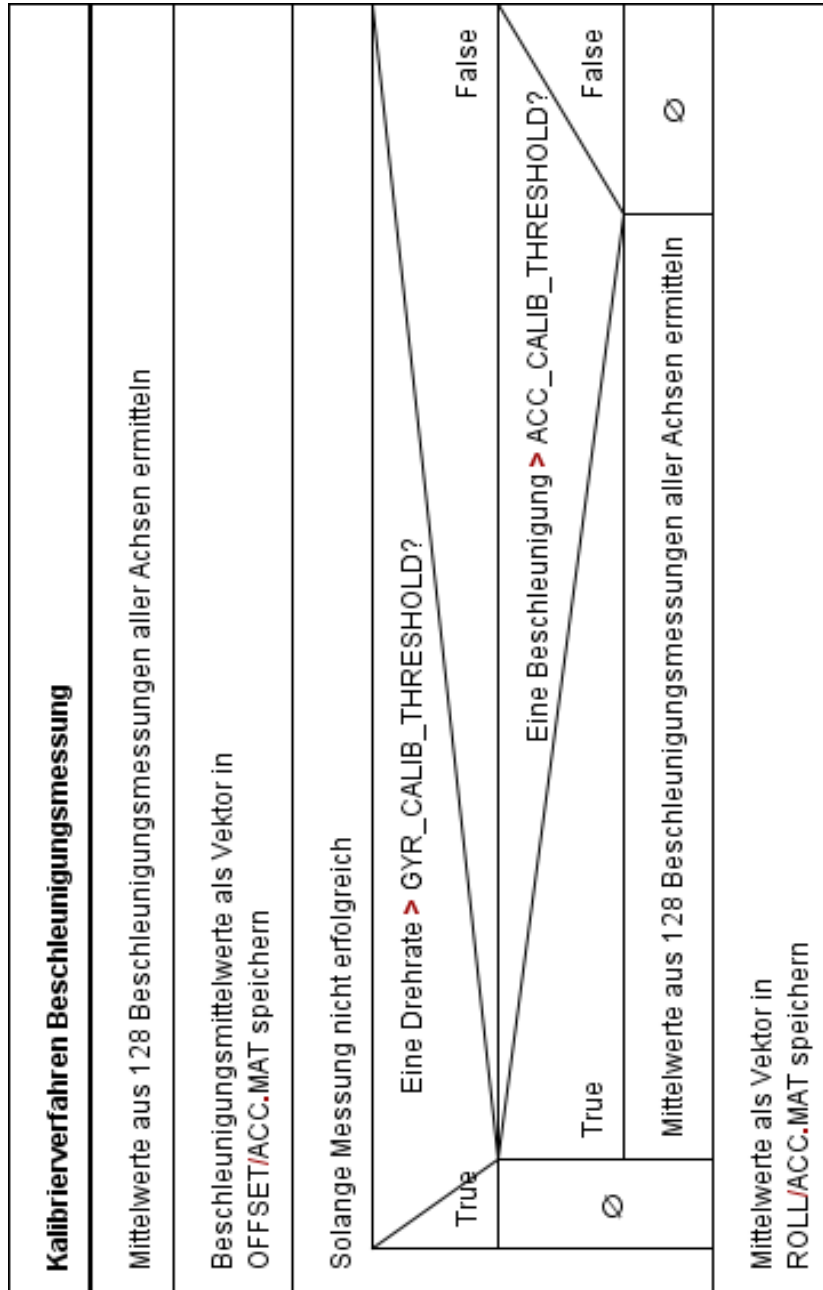 Kalibrierverfahren Beschleunigungsmessung
Mittelwerte aus 128 Beschleunigungsmessungen aller Achsen ermitteln
Beschleunigungsmittelwerte als Vektor in
OFFSET/ACC.MAT speichern
Solange Messung nicht erfolgreich
Eine Drehrate > GYR_CALIB_THRESHOLD?
True
False
Eine Beschleunigung > ACC_CALIB_THRESHOLD?
True
False
∅
Mittelwerte aus 128 Beschleunigungsmessungen aller Achsen ermitteln
∅
Mittelwerte als Vektor in
ROLL/ACC.MAT speichern